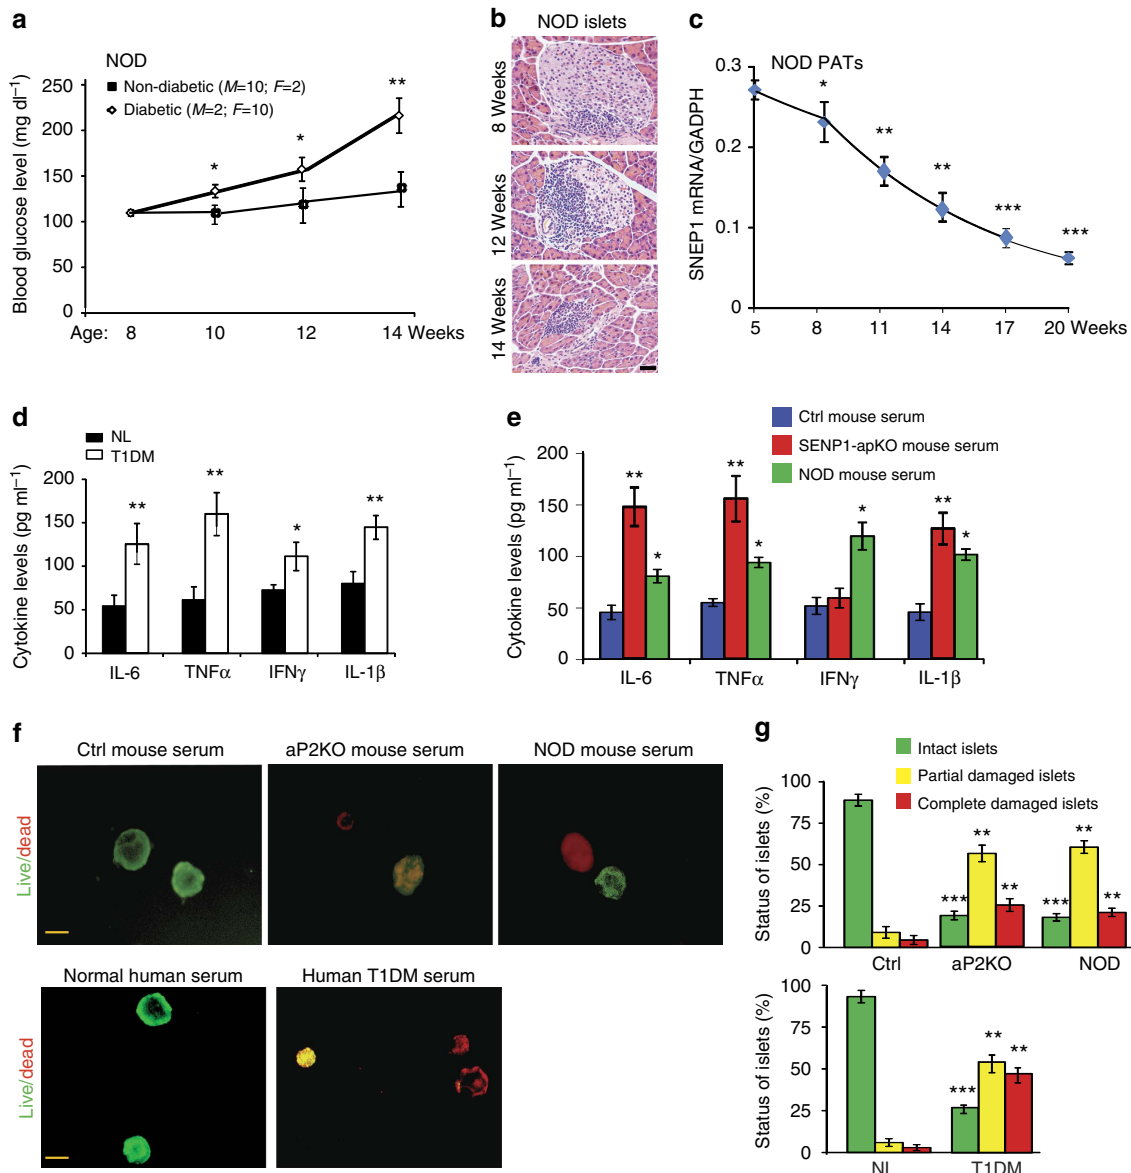 a
NOD
Non-diabetic (M=10; F=2)
Diabetic (M=2; F=10)
Blood glucose level (mg dl⁻¹)
250
200
150
100
50
0
* * **
Age: 8 10 12 14 Weeks
b
NOD islets
8 Weeks
12 Weeks
14 Weeks
c
NOD PATs
SNEP1 mRNA/GADPH
0.3
0.2
0.1
0
* ** ** *** ***
5 8 11 14 17 20 Weeks
d
NL
T1DM
Cytokine levels (pg ml⁻¹)
200
150
100
50
0
** ** * **
IL-6 TNFα IFNγ IL-1β
e
Ctrl mouse serum
SENP1-apKO mouse serum
NOD mouse serum
Cytokine levels (pg ml⁻¹)
200
150
100
50
0
** * ** * * ** *
IL-6 TNFα IFNγ IL-1β
f
Ctrl mouse serum aP2KO mouse serum NOD mouse serum
Live/dead
Normal human serum Human T1DM serum
Live/dead
g
Intact islets
Partial damaged islets
Complete damaged islets
Status of islets (%)
100
75
50
25
0
*** ** ** *** ** **
Ctrl aP2KO NOD
Status of islets (%)
100
75
50
25
0
*** ** **
NL T1DM